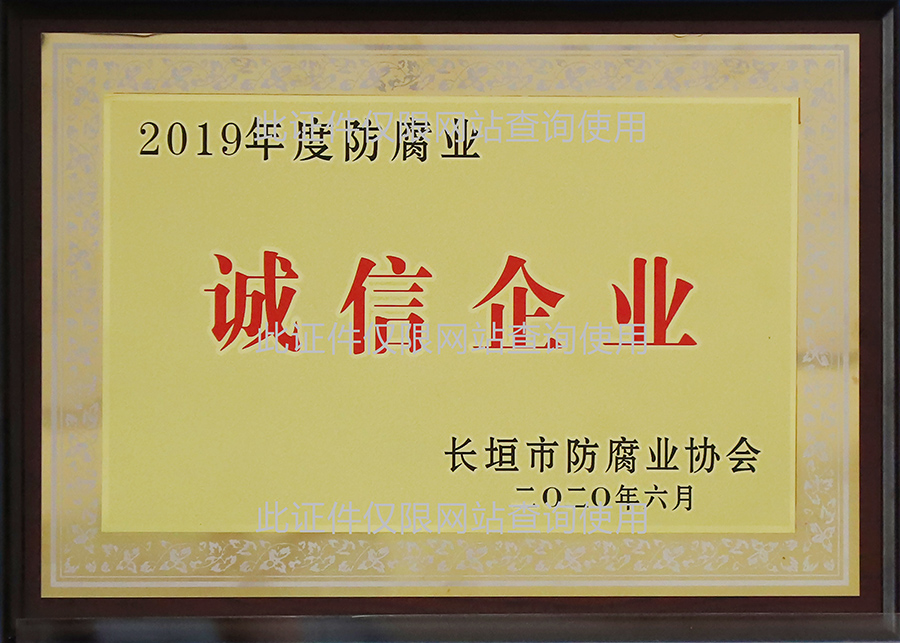 2019年度防腐业
此证件仅限网站查询使用
诚信企业
此证件仅限网站查询使用
长垣市防腐业协会
二〇二〇年六月
此证件仅限网站查询使用